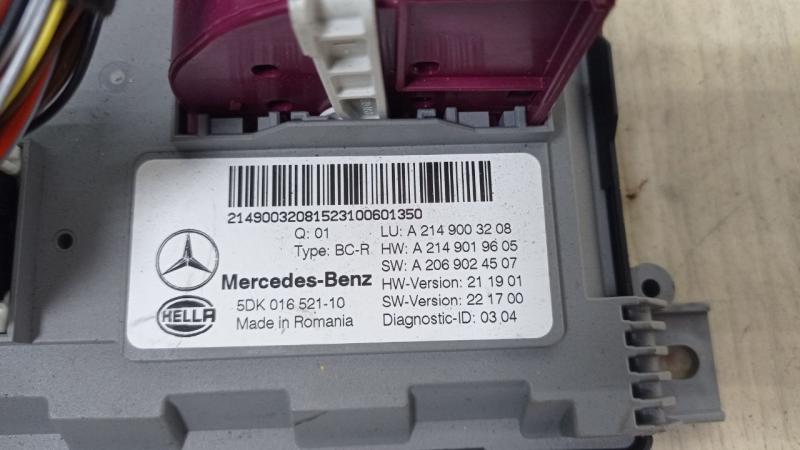 21490032081523100601350
Q: 01 LU: A 214 900 32 08
Type: BC-R HW: A 214 901 96 05
SW: A 206 902 45 07
Mercedes-Benz HW-Version: 21 19 01
5DK 016 521-10 SW-Version: 22 17 00
HELLA
Made in Romania Diagnostic-ID: 03 04